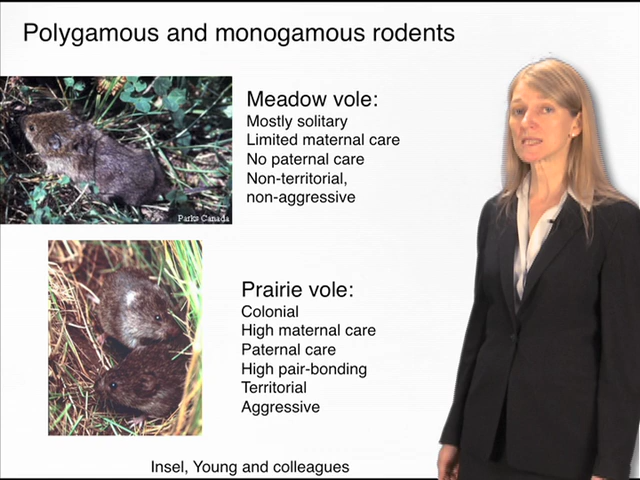 Polygamous and monogamous rodents
Meadow vole:
Mostly solitary
Limited maternal care
No paternal care
Non-territorial,
non-aggressive
Parks Canada
Prairie vole:
Colonial
High maternal care
Paternal care
High pair-bonding
Territorial
Aggressive
Insel, Young and colleagues